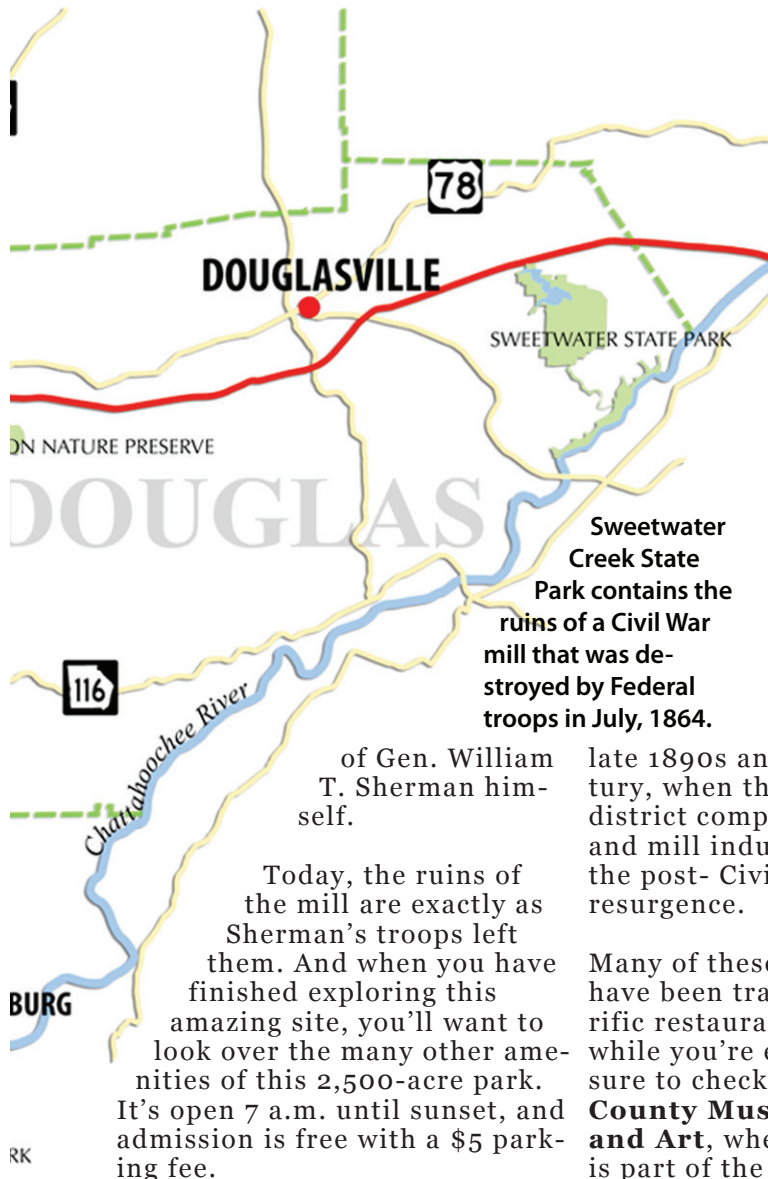 78
DOUGLASVILLE
SWEETWATER STATE PARK
ON NATURE PRESERVE
DOUGLAS
Sweetwater
Creek State
Park contains the
ruins of a Civil War
mill that was de-
stroyed by Federal
troops in July, 1864.
116
Chattahoochee River
BURG
RK
of Gen. William
T. Sherman him-
self.
Today, the ruins of
the mill are exactly as
Sherman’s troops left
them. And when you have
finished exploring this
amazing site, you’ll want to
look over the many other ame-
nities of this 2,500-acre park.
It’s open 7 a.m. until sunset, and
admission is free with a $5 park-
ing fee.
late 1890s an
tury, when th
district comp
and mill indu
the post- Civi
resurgence.
Many of these
have been tra
rific restaura
while you’re e
sure to check
County Mus
and Art, whe
is part of the